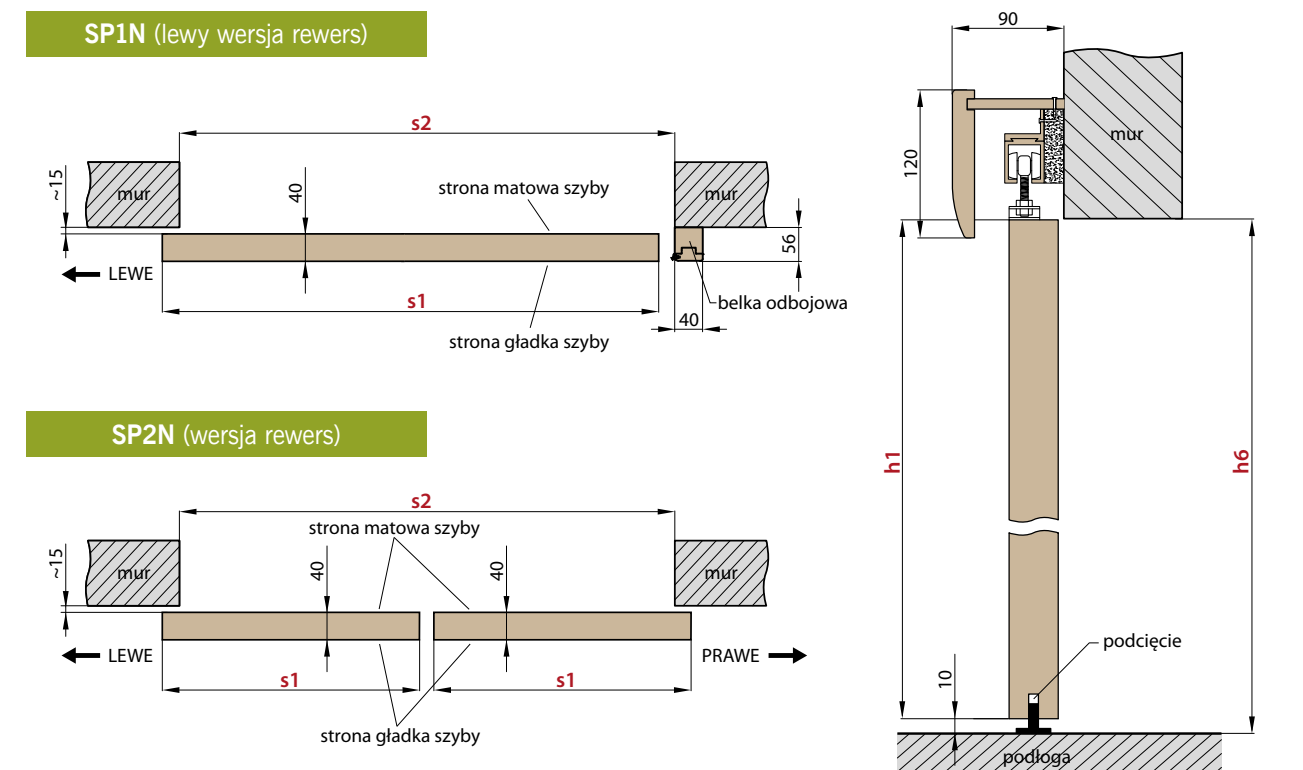 SP1N (lewy wersja rewers)
s2
~15
mur
40
strona matowa szyby
mur
56
LEWE
s1
belka odbojowa
40
strona gładka szyby
SP2N (wersja rewers)
s2
strona matowa szyby
~15
mur
40
40
mur
LEWE
PRAWE
s1
s1
strona gładka szyby
90
mur
120
h1
h6
podcięcie
10
podłoga